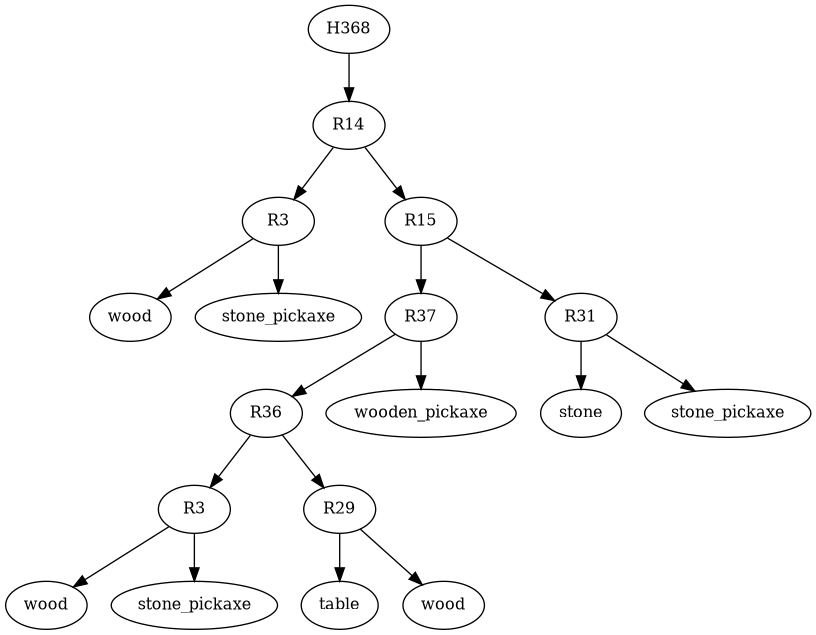 H368
R14
R3
R15
wood
stone_pickaxe
R37
R31
R36
wooden_pickaxe
stone
stone_pickaxe
R3
R29
wood
stone_pickaxe
table
wood